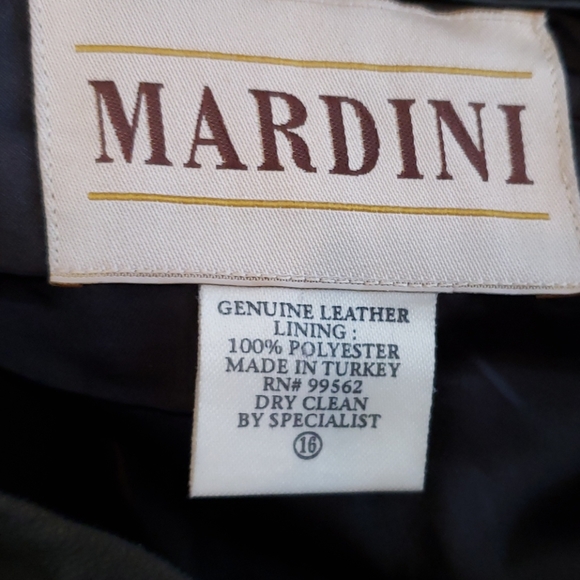 MARDINI
GENUINE LEATHER
LINING :
100% POLYESTER
MADE IN TURKEY
RN# 99562
DRY CLEAN
BY SPECIALIST
16